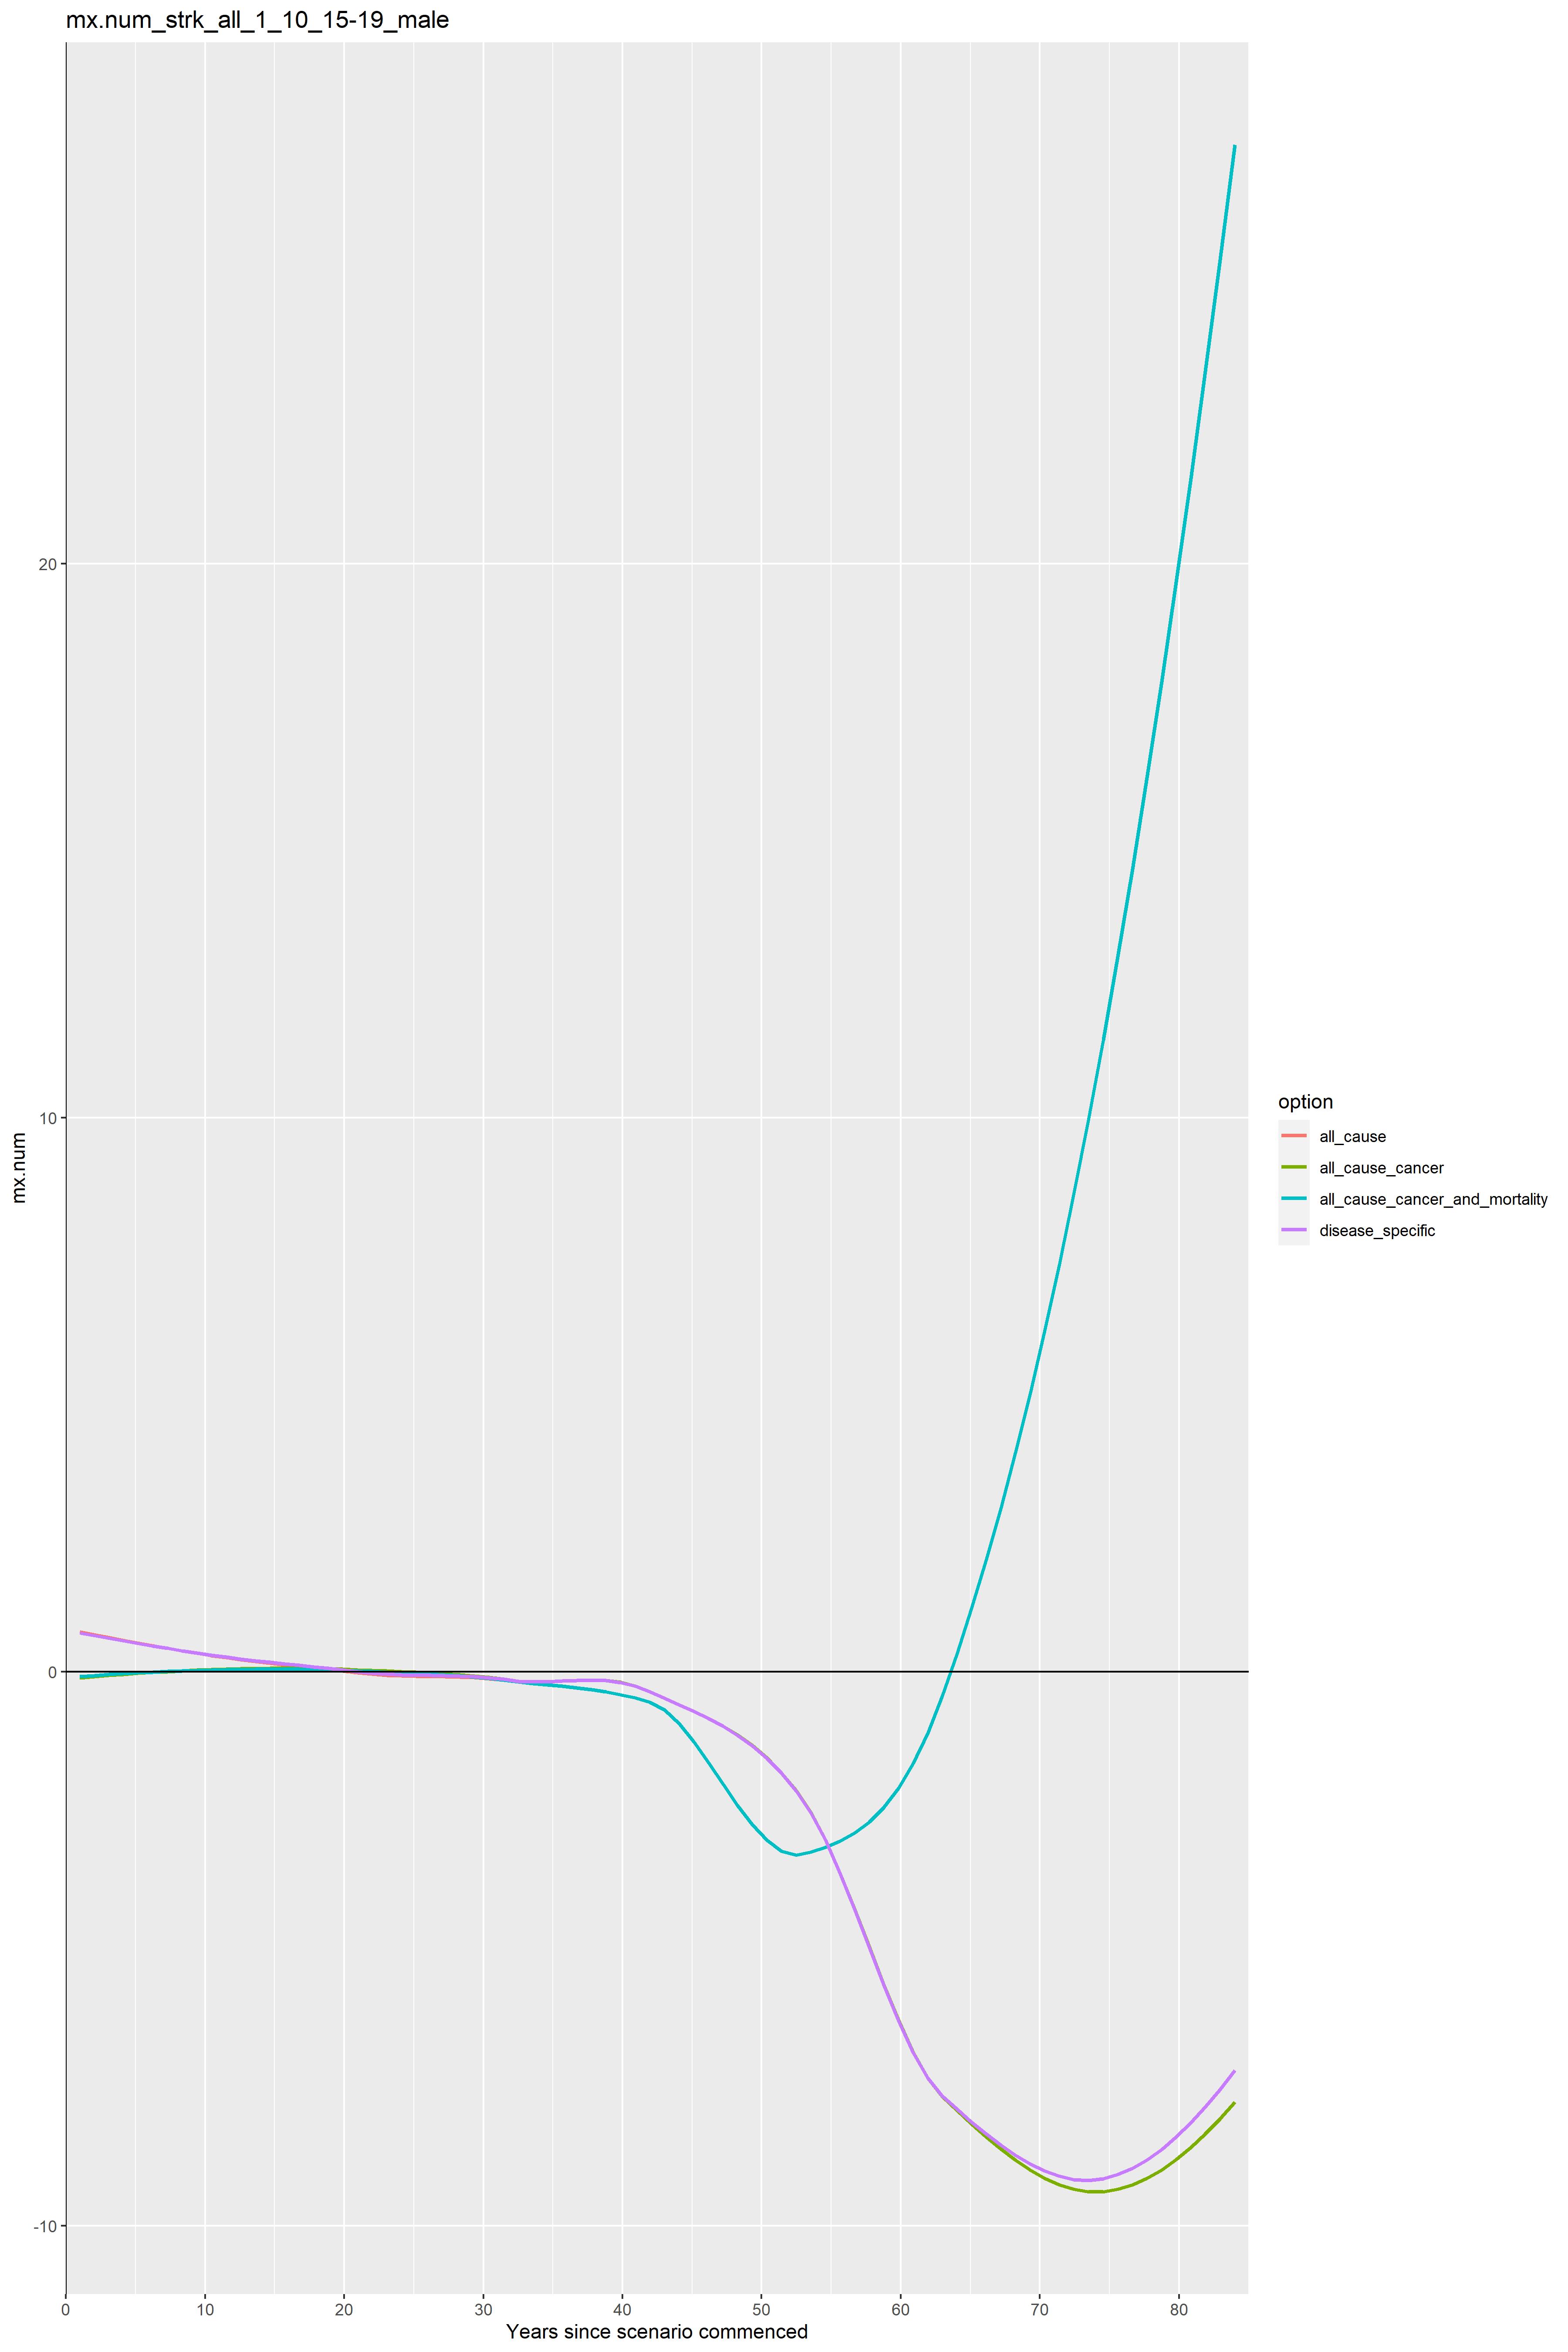 mx.num_strk_all_1_10_15-19_male
20
10
0
-10
mx.num
0 10 20 30 40 50 60 70 80
Years since scenario commenced
option
all_cause
all_cause_cancer
all_cause_cancer_and_mortality
disease_specific